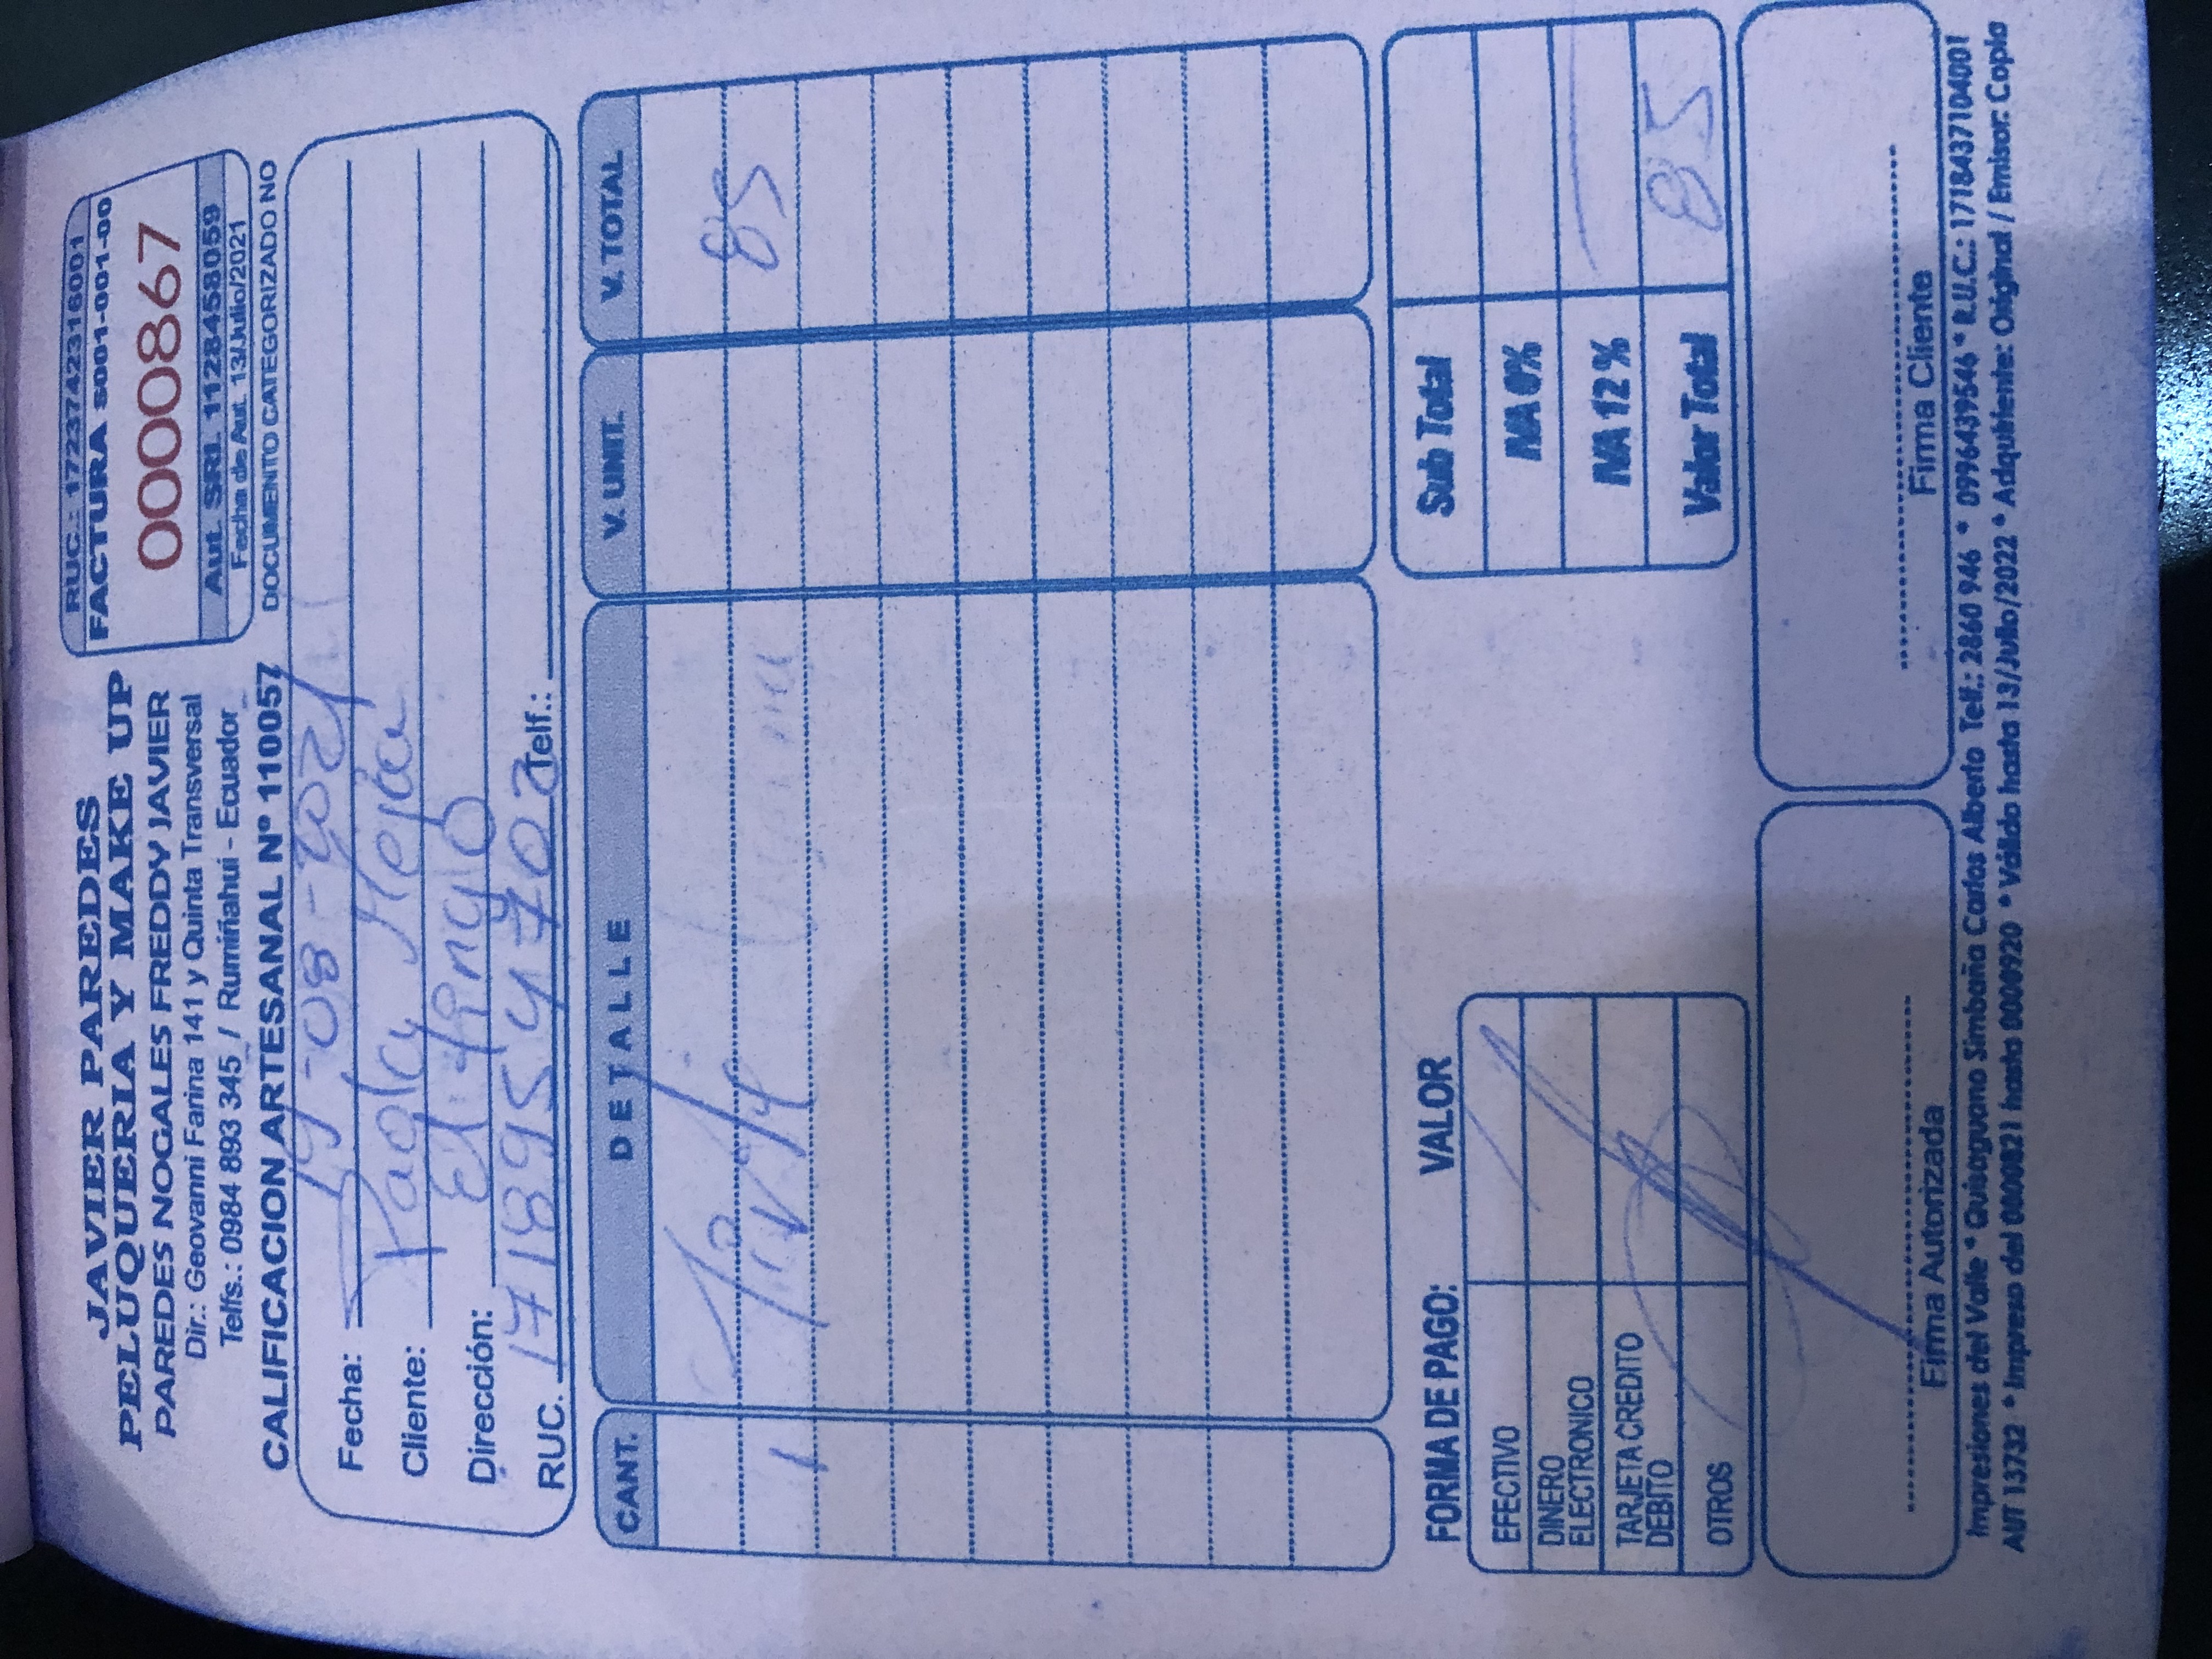 JAVIER PAREDES
PELUQUERIA Y MAKE UP
PAREDES NOGALES FREDDY JAVIER
Dir.: Geovanni Farina 141 y Quinta Transversal
Telfs.: 0984 893 345 / Rumiñahui - Ecuador
CALIFICACION ARTESANAL Nº 110057
RUC.: 1723742316001
FACTURA S001-001-00
0000867
Aut. SRI. 1128458059
Fecha de Aut. 13/Julio/2021
DOCUMENTO CATEGORIZADO NO
Fecha: 19-08-2021
Cliente: Paola Mejia
Dirección: El tingo
RUC. 1718954702 Telf.:
CANT. DETALLE V. UNIT. V. TOTAL
1 85
FORMA DE PAGO: VALOR
EFECTIVO
DINERO ELECTRONICO
TARJETA CREDITO DEBITO
OTROS
Sub Total
IVA 0%
IVA 12 %
Valor Total 85
Firma Autorizada
Firma Cliente
Impresiones del Valle * Quisaguano Simbaña Carlos Alberto Telf.: 2860 946 * 0996439546 * R.U.C.: 1718437104001
AUT 13732 * Impreso del 0000821 hasta 0000920 * Válido hasta 13/Julio/2022 * Adquiriente: Original / Emisor: Copia